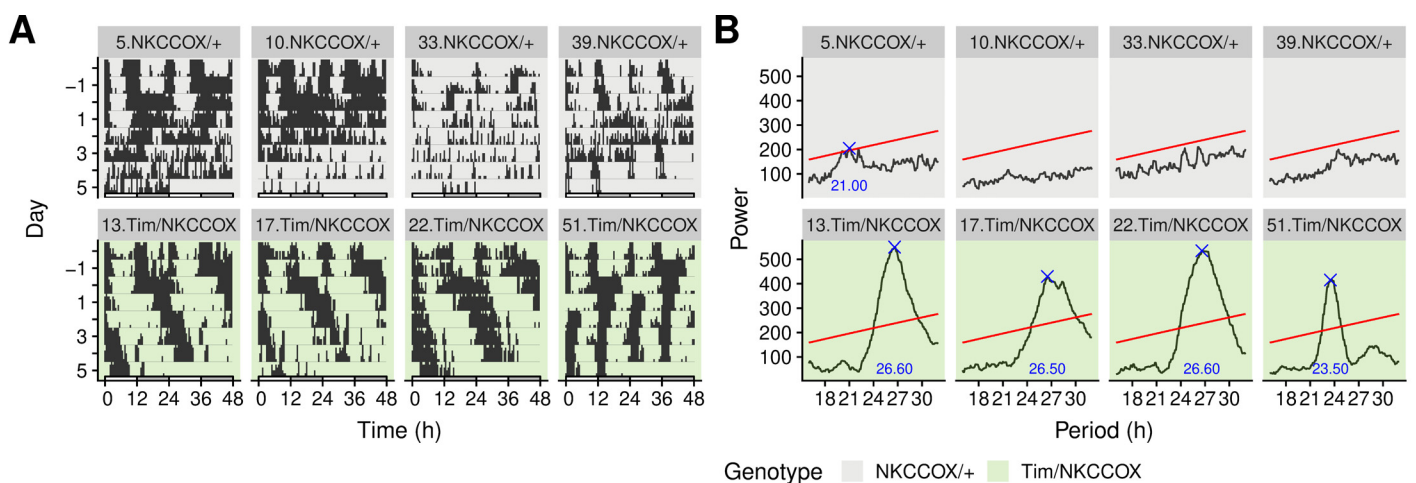 A
5.NKCCOX/+ 10.NKCCOX/+ 33.NKCCOX/+ 39.NKCCOX/+
Day
−1
1
3
5
13.Tim/NKCCOX 17.Tim/NKCCOX 22.Tim/NKCCOX 51.Tim/NKCCOX
−1
1
3
5
0 12 24 36 48 0 12 24 36 48 0 12 24 36 48 0 12 24 36 48
Time (h)
B
5.NKCCOX/+ 10.NKCCOX/+ 33.NKCCOX/+ 39.NKCCOX/+
Power
500
400
300
200
100
21.00
13.Tim/NKCCOX 17.Tim/NKCCOX 22.Tim/NKCCOX 51.Tim/NKCCOX
500
400
300
200
100
26.60 26.50 26.60 23.50
18 21 24 27 30 18 21 24 27 30 18 21 24 27 30 18 21 24 27 30
Period (h)
Genotype NKCCOX/+ Tim/NKCCOX